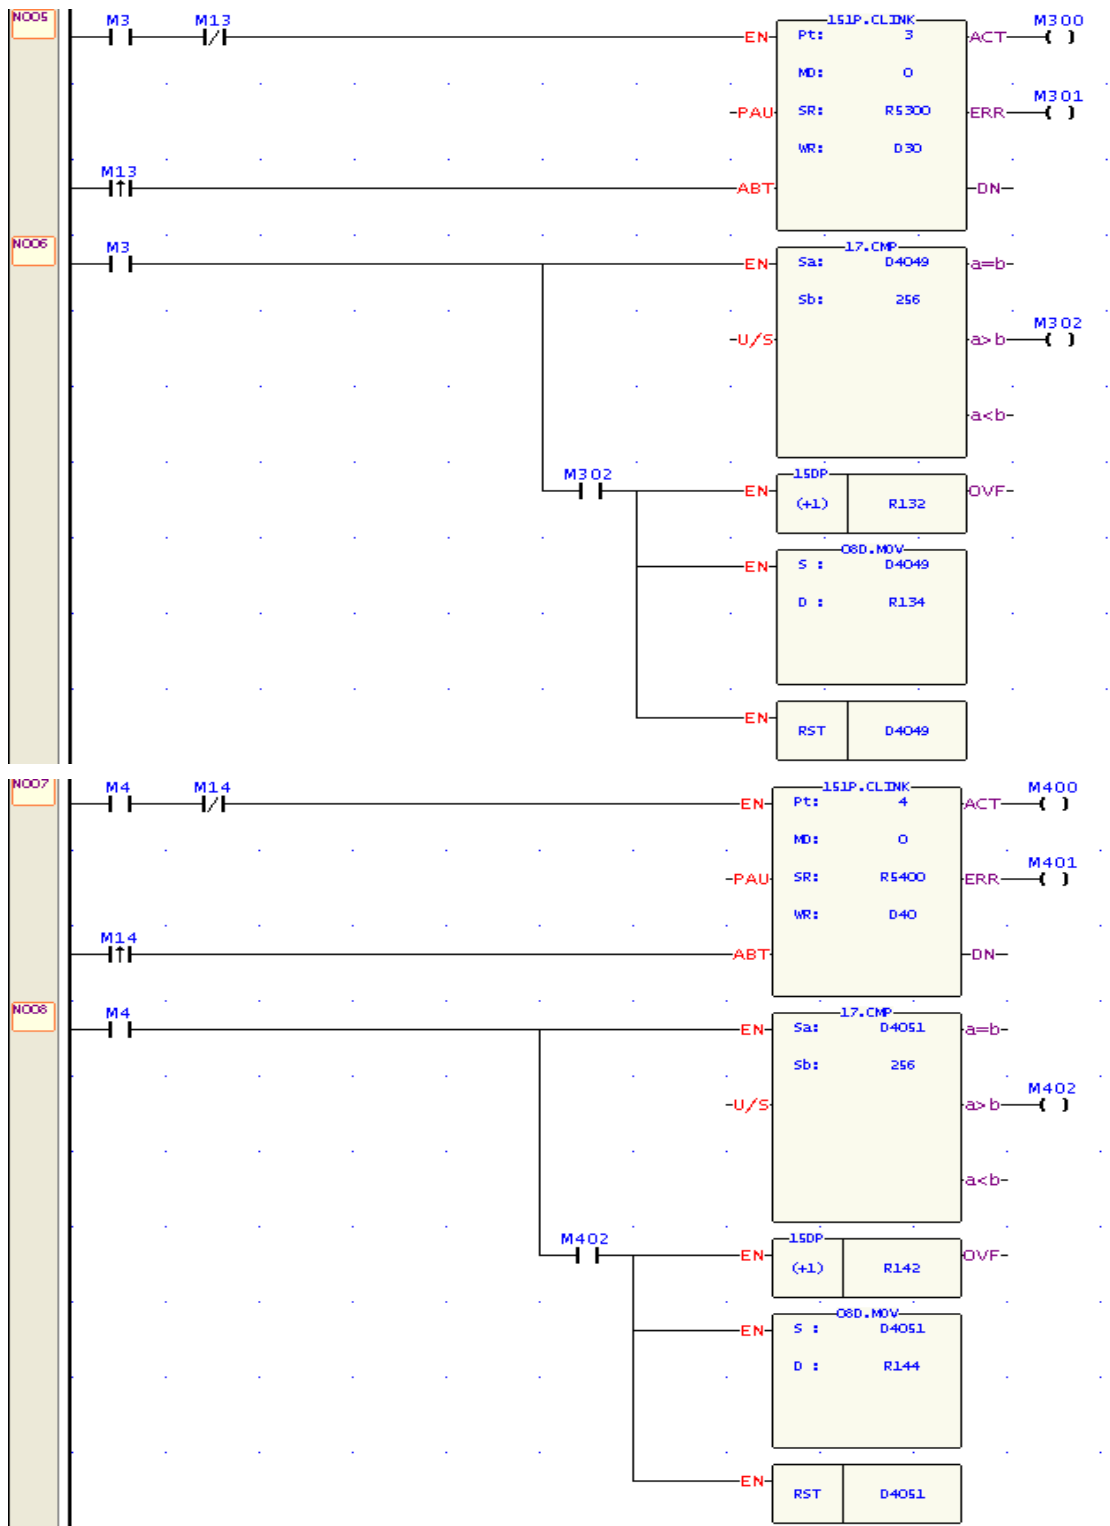 N005 M3 M13 EN 151P.CLINK ACT M300
Pt: 3
MD: 0
PAU SR: R5300 ERR M301
WR: D30
M13 ABT DN
N006 M3 EN 17.CMP a=b
Sa: D4049
Sb: 256
U/S a>b M302
a<b
M302 EN 15DP OVF
(+1) R132
EN 08D.MOV
S : D4049
D : R134
EN RST D4049
N007 M4 M14 EN 151P.CLINK ACT M400
Pt: 4
MD: 0
PAU SR: R5400 ERR M401
WR: D40
M14 ABT DN
N008 M4 EN 17.CMP a=b
Sa: D4051
Sb: 256
U/S a>b M402
a<b
M402 EN 15DP OVF
(+1) R142
EN 08D.MOV
S : D4051
D : R144
EN RST D4051